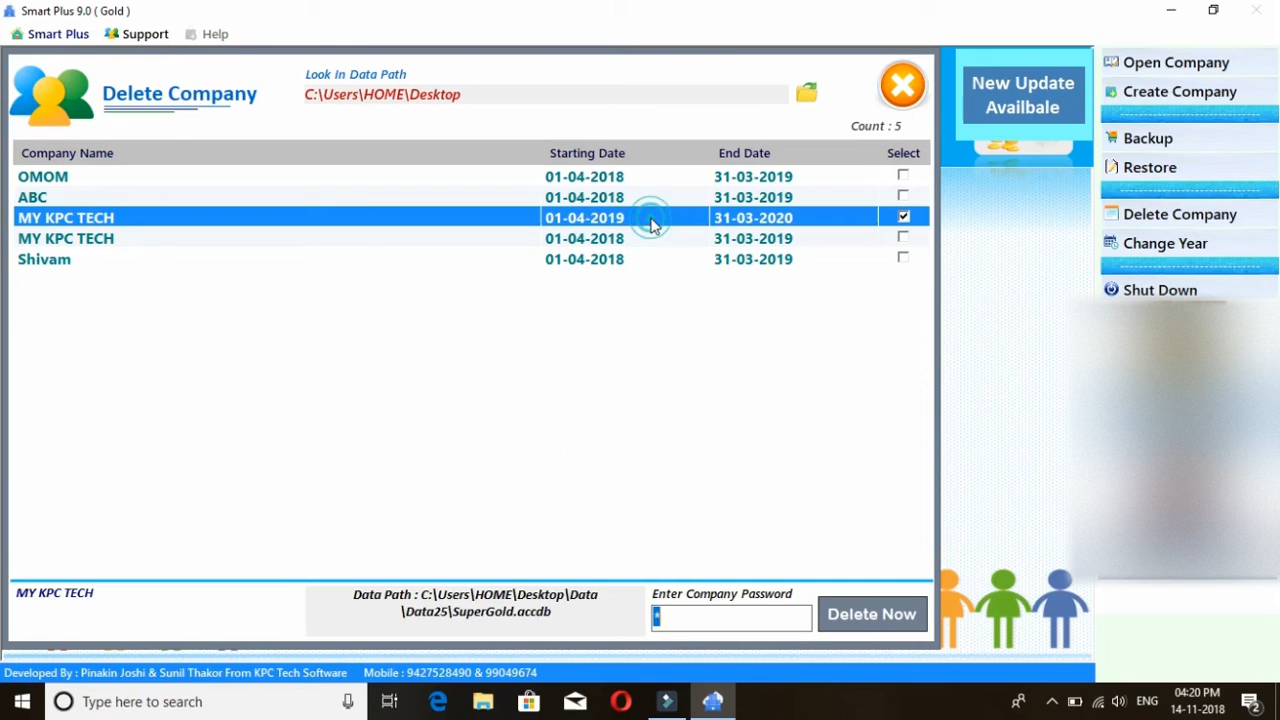 Smart Plus 9.0 ( Gold )
Smart Plus Support Help
Delete Company
Look In Data Path
C:\Users\HOME\Desktop
Count : 5
Company Name Starting Date End Date Select
OMOM 01-04-2018 31-03-2019
ABC 01-04-2018 31-03-2019
MY KPC TECH 01-04-2019 31-03-2020
MY KPC TECH 01-04-2018 31-03-2019
Shivam 01-04-2018 31-03-2019
MY KPC TECH
Data Path : C:\Users\HOME\Desktop\Data
\Data25\SuperGold.accdb
Enter Company Password
*
Delete Now
New Update
Availbale
Open Company
Create Company
Backup
Restore
Delete Company
Change Year
Shut Down
Developed By : Pinakin Joshi & Sunil Thakor From KPC Tech Software Mobile : 9427528490 & 99049674
Type here to search
ENG
04:20 PM
14-11-2018
2